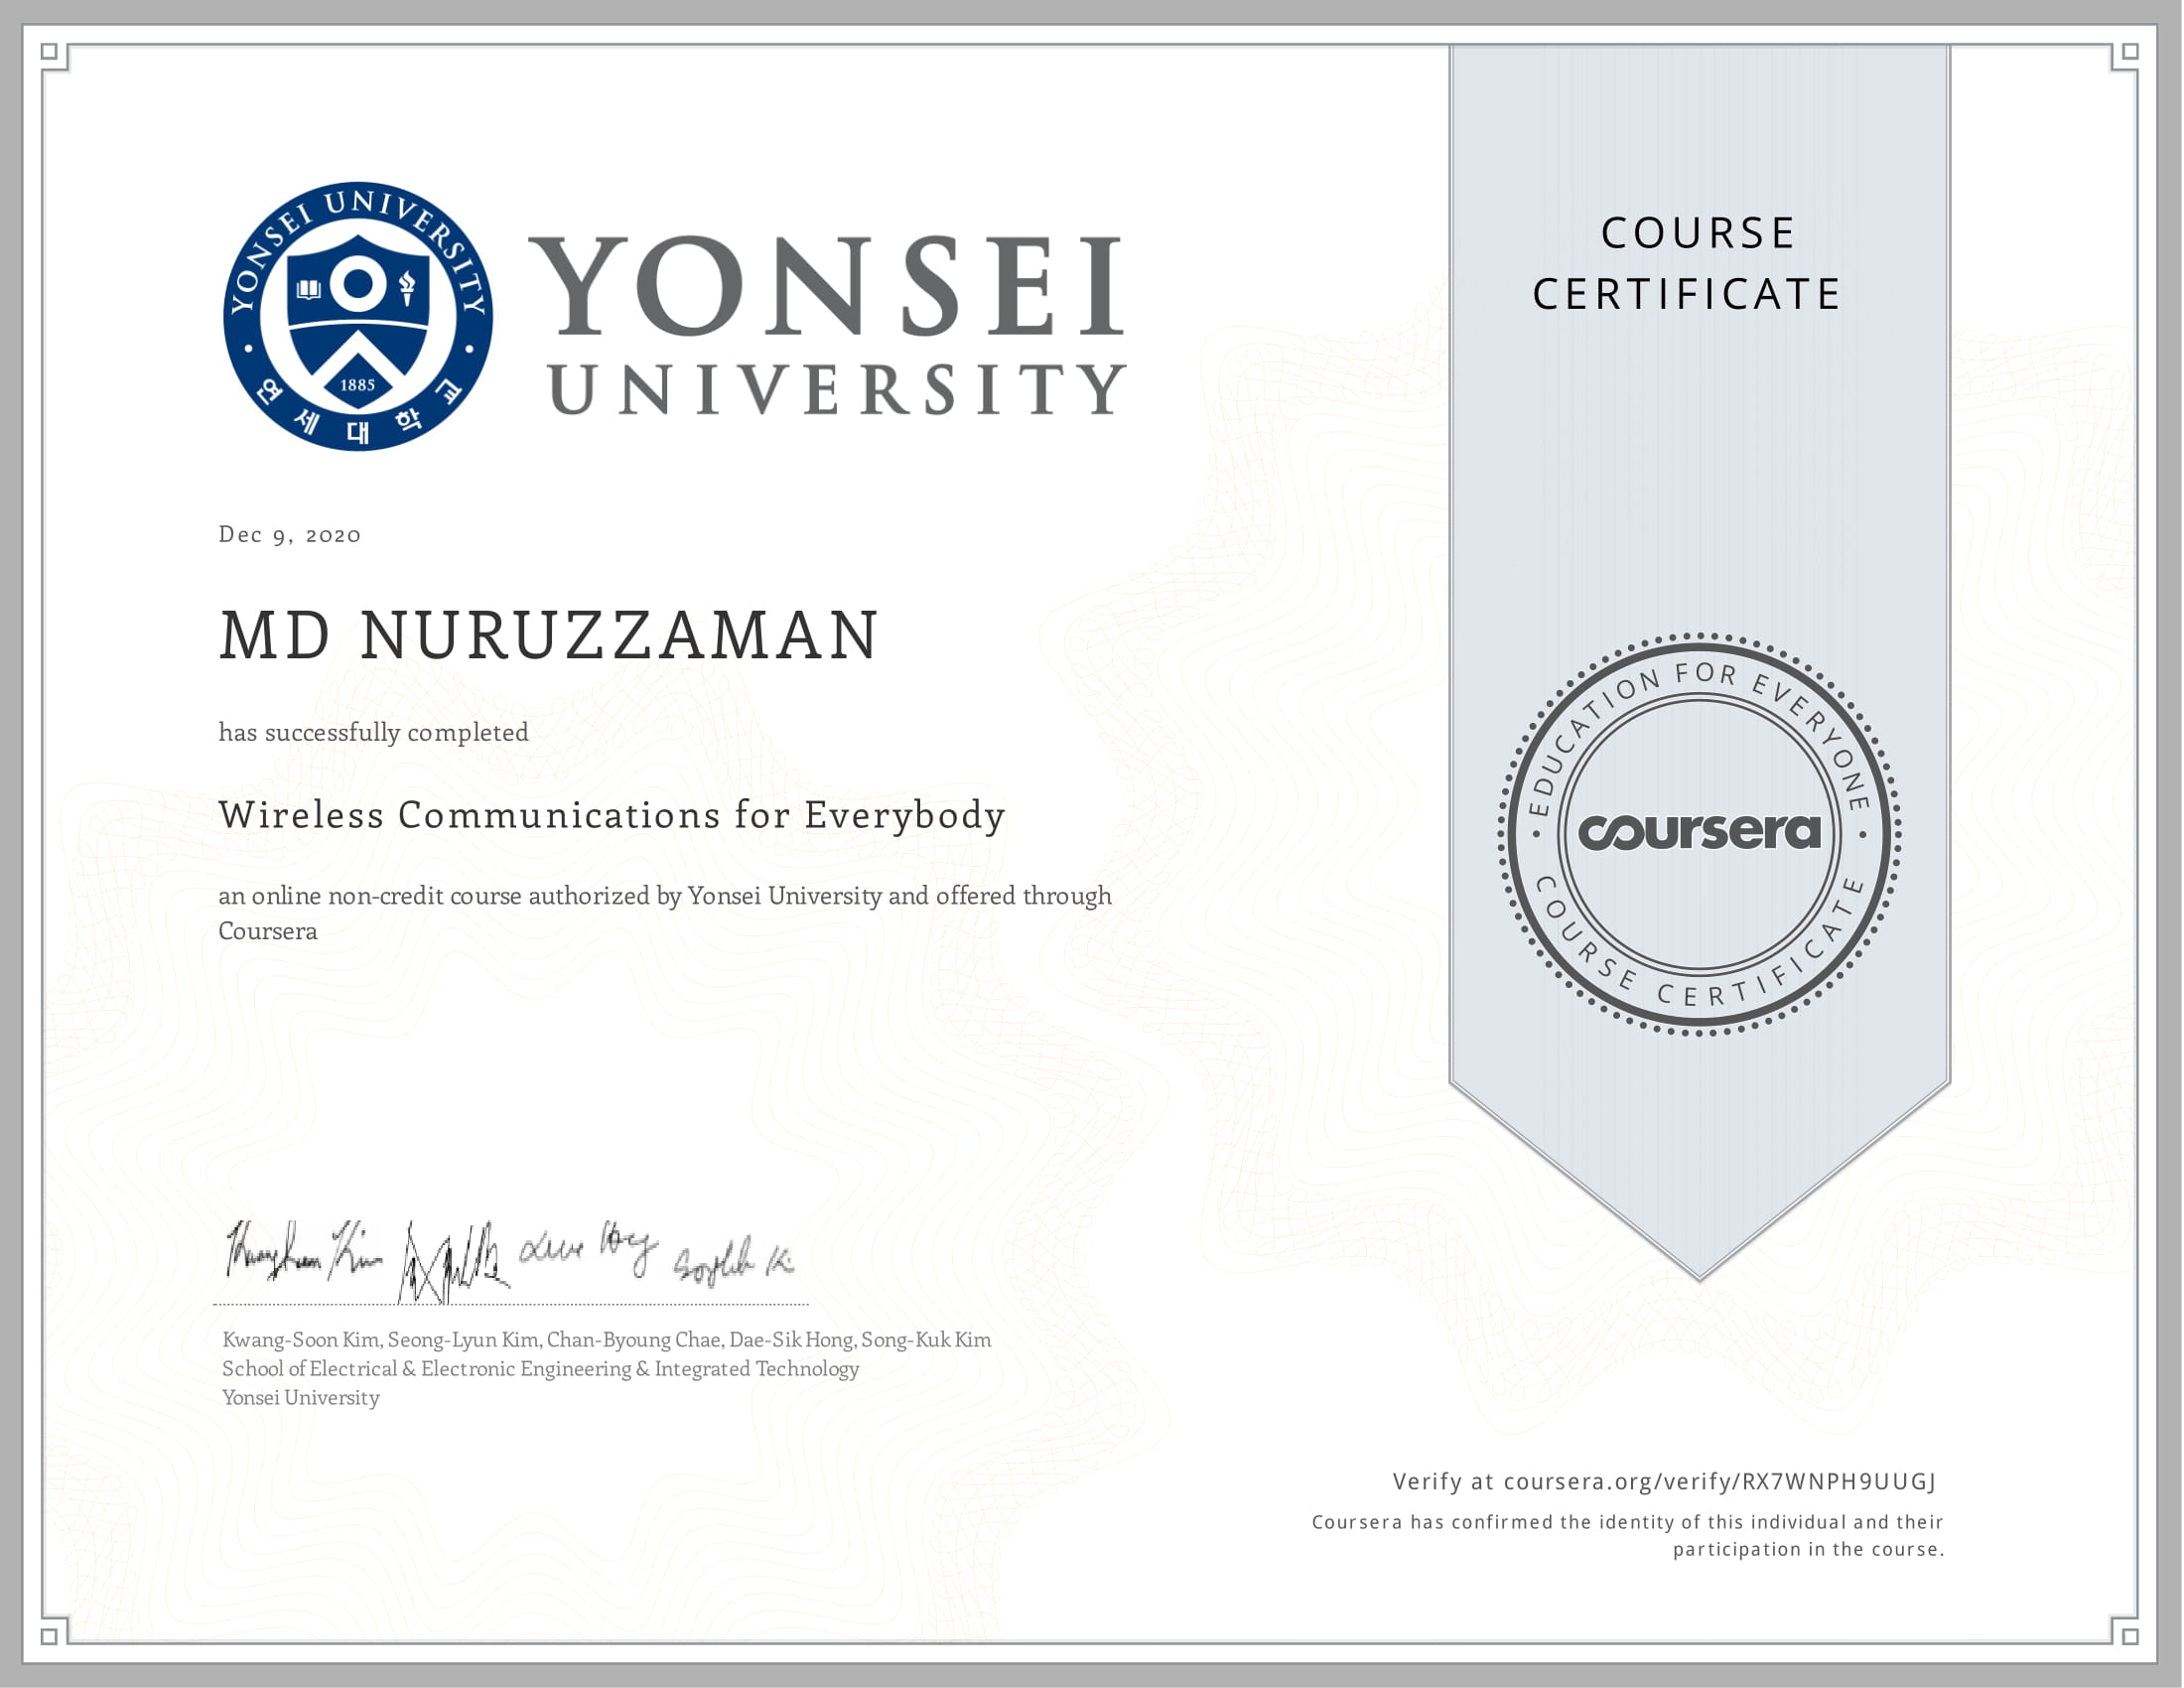 YONSEI UNIVERSITY
1885
연세대학교
YONSEI
UNIVERSITY
COURSE
CERTIFICATE
Dec 9, 2020
MD NURUZZAMAN
has successfully completed
Wireless Communications for Everybody
an online non-credit course authorized by Yonsei University and offered through
Coursera
EDUCATION FOR EVERYONE
coursera
COURSE CERTIFICATE
Kwang-Soon Kim, Seong-Lyun Kim, Chan-Byoung Chae, Dae-Sik Hong, Song-Kuk Kim
School of Electrical & Electronic Engineering & Integrated Technology
Yonsei University
Verify at coursera.org/verify/RX7WNPH9UUGJ
Coursera has confirmed the identity of this individual and their
participation in the course.